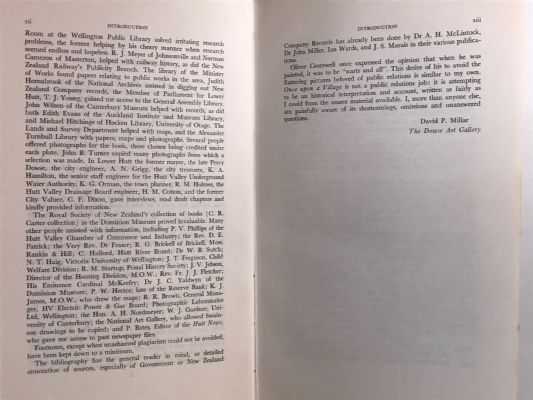 xii
INTRODUCTION
Room at the Wellington Public Library solved irritating research
problems, the former helping by his cheery manner when research
seemed endless and hopeless. R. J. Meyer of Johnsonville and Norman
Cameron of Masterton, helped with railway history, as did the New
Zealand Railway's Publicity Branch. The library of the Ministry
of Works found papers relating to public works in the area, Judith
Hornabrook of the National Archives assisted in digging out New
Zealand Company records, the Member of Parliament for Lower
Hutt, T. J. Young, gained me access to the General Assembly Library.
John Wilson of the Canterbury Museum helped with records, as did
both Edith Evans of the Auckland Institute and Museum Library,
and Michael Hitchings of Hocken Library, University of Otago. The
Lands and Survey Department helped with maps, and the Alexander
Turnbull Library with papers, maps and photographs. Several people
offered photographs for the book, those chosen being credited under
each plate. John B. Turner copied many photographs from which a
selection was made. In Lower Hutt the former mayor, the late Percy
Dowse, the city engineer, A. N. Grigg, the city treasurer, K. A.
Hamilton, the senior staff engineer for the Hutt Valley Underground
Water Authority, K. G. Orman, the town planner, R. M. Holmes, the
Hutt Valley Drainage Board engineer, H. M. Cotton, and the former
City Valuer, C. F. Dixon, gave interviews, read draft chapters and
kindly provided information.
The Royal Society of New Zealand's collection of books (C. R.
Carter collection) in the Dominion Museum proved invaluable. Many
other people assisted with information, including P. V. Phillips of the
Hutt Valley Chamber of Commerce and Industry; the Rev. D. E.
Patrick; the Very Rev. Dr Fraser; R. G. Brickell of Brickell, Moss,
Rankin & Hill; C. Halford, Hutt River Board; Dr W. B. Sutch;
N. T. Haig, Victoria University of Wellington; J. T. Ferguson, Child
Welfare Division; R. M. Startup, Postal History Society; J. V. Jebson,
Director of the Housing Division, M.O.W.; Rev. Fr. J. J. Fletcher;
His Eminence Cardinal McKeefry; Dr J. C. Yaldwyn of the
Dominion Museum; P. W. Hector, late of the Reserve Bank; K. J.
James, M.O.W., who drew the maps; R. R. Brown, General Mana-
ger, HV Electric Power & Gas Board; Photographic Laboratories
Ltd, Wellington; the Hon. A. H. Nordmeyer; W. J. Gardner, Uni-
versity of Canterbury; the National Art Gallery, who allowed Swain-
son drawings to be copied; and P. Bates, Editor of the Hutt News,
who gave me access to past newspaper files.
Footnotes, except when unashamed plagiarism could not be avoided,
have been kept down to a minimum.
The bibliography has the general reader in mind, as detailed
annotation of sources, especially of Government or New Zealand
INTRODUCTION
xiii
Company Records has already been done by Dr A. H. McLintock,
Dr John Miller, Ian Wards, and J. S. Marais in their various publica-
tions.
Oliver Cromwell once expressed the opinion that when he was
painted, it was to be "warts and all". This desire of his to avoid the
flattering pictures beloved of public relations is similar to my own.
Once upon a Village is not a public relations job; it is attempting
to be an historical interpretation and account, written as fairly as
I could from the source material available. I, more than anyone else,
am painfully aware of its shortcomings, omissions and unanswered
questions.
David P. Millar
The Dowse Art Gallery